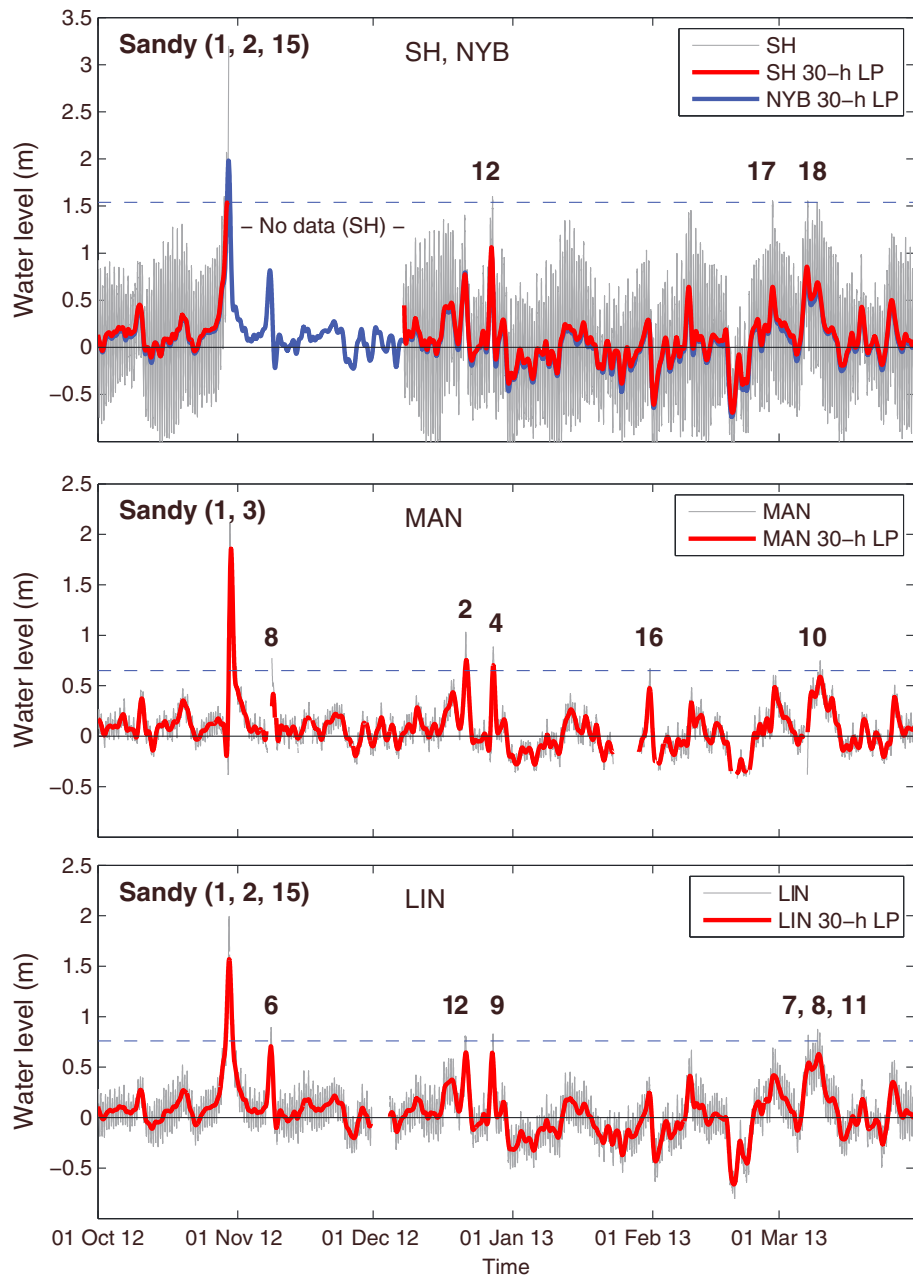 Sandy (1, 2, 15)
SH, NYB
SH
SH 30−h LP
NYB 30−h LP
3.5
3
2.5
2
1.5
1
0.5
0
−0.5
Water level (m)
− No data (SH) −
12
17
18
Sandy (1, 3)
MAN
MAN
MAN 30−h LP
2.5
2
1.5
1
0.5
0
−0.5
Water level (m)
8
2
4
16
10
Sandy (1, 2, 15)
LIN
LIN
LIN 30−h LP
2.5
2
1.5
1
0.5
0
−0.5
Water level (m)
6
12
9
7, 8, 11
01 Oct 12 01 Nov 12 01 Dec 12 01 Jan 13 01 Feb 13 01 Mar 13
Time